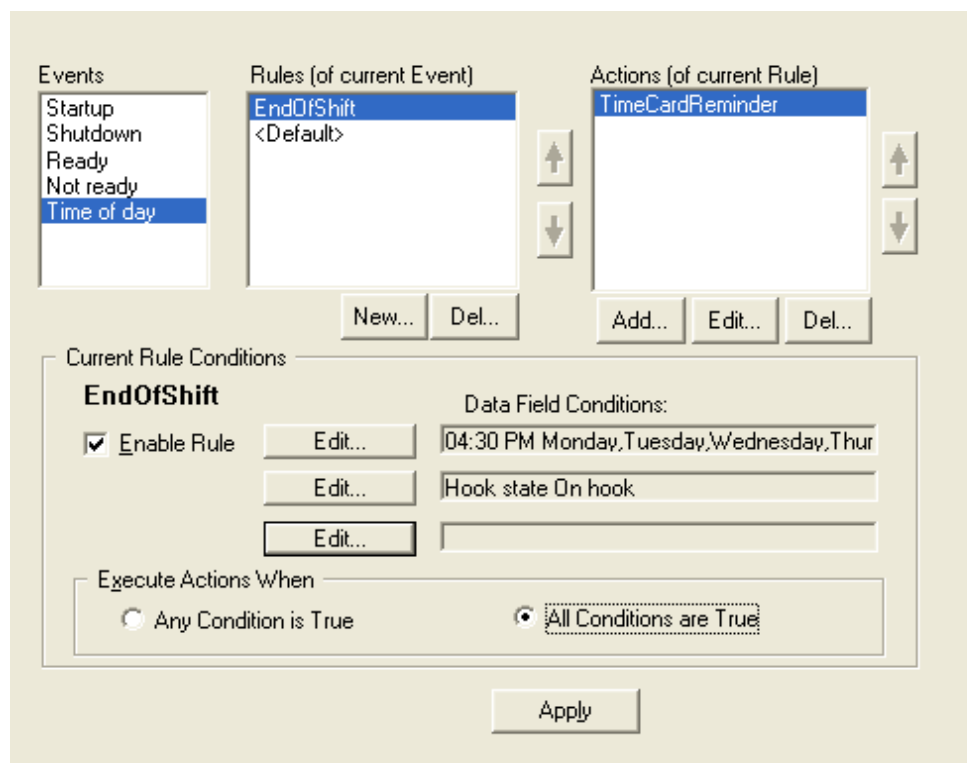 Events
Rules (of current Event)
Actions (of current Rule)
Startup
Shutdown
Ready
Not ready
Time of day
EndOfShift
<Default>
TimeCardReminder
New...
Del...
Add...
Edit...
Del...
Current Rule Conditions
EndOfShift
Data Field Conditions:
Enable Rule
Edit...
04:30 PM Monday,Tuesday,Wednesday,Thur
Edit...
Hook state On hook
Edit...
Execute Actions When
Any Condition is True
All Conditions are True
Apply